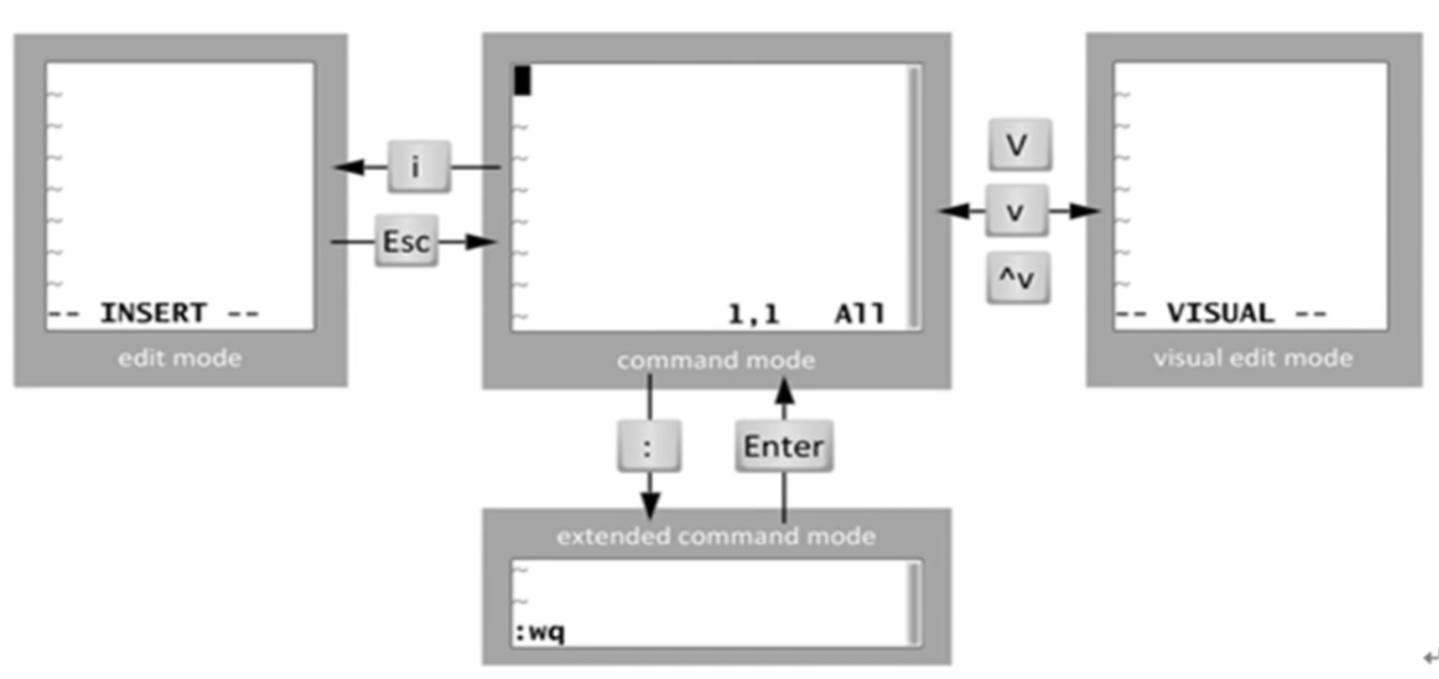 -- INSERT --
edit mode
i
Esc
1,1 All
command mode
V
v
^v
-- VISUAL --
visual edit mode
:
Enter
extended command mode
~
~
:wq